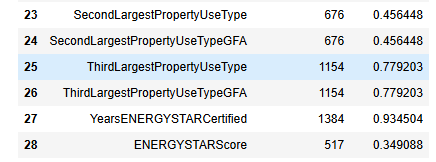 23 SecondLargestPropertyUseType 676 0.456448
24 SecondLargestPropertyUseTypeGFA 676 0.456448
25 ThirdLargestPropertyUseType 1154 0.779203
26 ThirdLargestPropertyUseTypeGFA 1154 0.779203
27 YearsENERGYSTARCertified 1384 0.934504
28 ENERGYSTARScore 517 0.349088